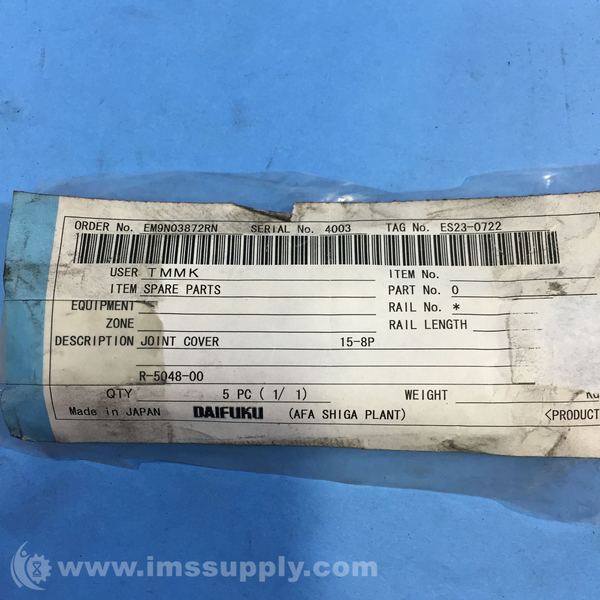 ORDER No. EM9N03872RN SERIAL No. 4003 TAG No. ES23-0722
USER TMMK ITEM No.
ITEM SPARE PARTS PART No. 0
EQUIPMENT RAIL No. *
ZONE RAIL LENGTH
DESCRIPTION JOINT COVER 15-8P
R-5048-00
QTY 5 PC ( 1/ 1) WEIGHT
Made in JAPAN DAIFUKU (AFA SHIGA PLANT) <PRODUCT
www.imssupply.com